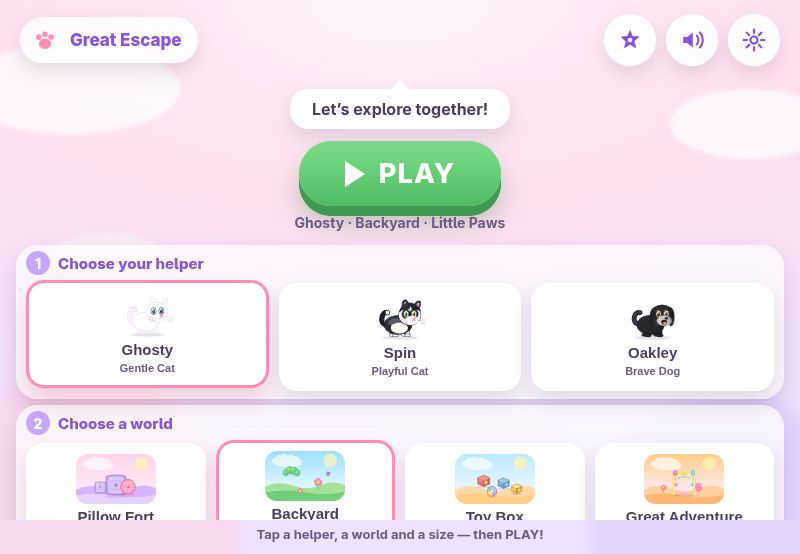 Great Escape
Let's explore together!
PLAY
Ghosty · Backyard · Little Paws
1 Choose your helper
Ghosty
Gentle Cat
Spin
Playful Cat
Oakley
Brave Dog
2 Choose a world
Pillow Fort
Backyard
Toy Box
Great Adventure
Tap a helper, a world and a size — then PLAY!